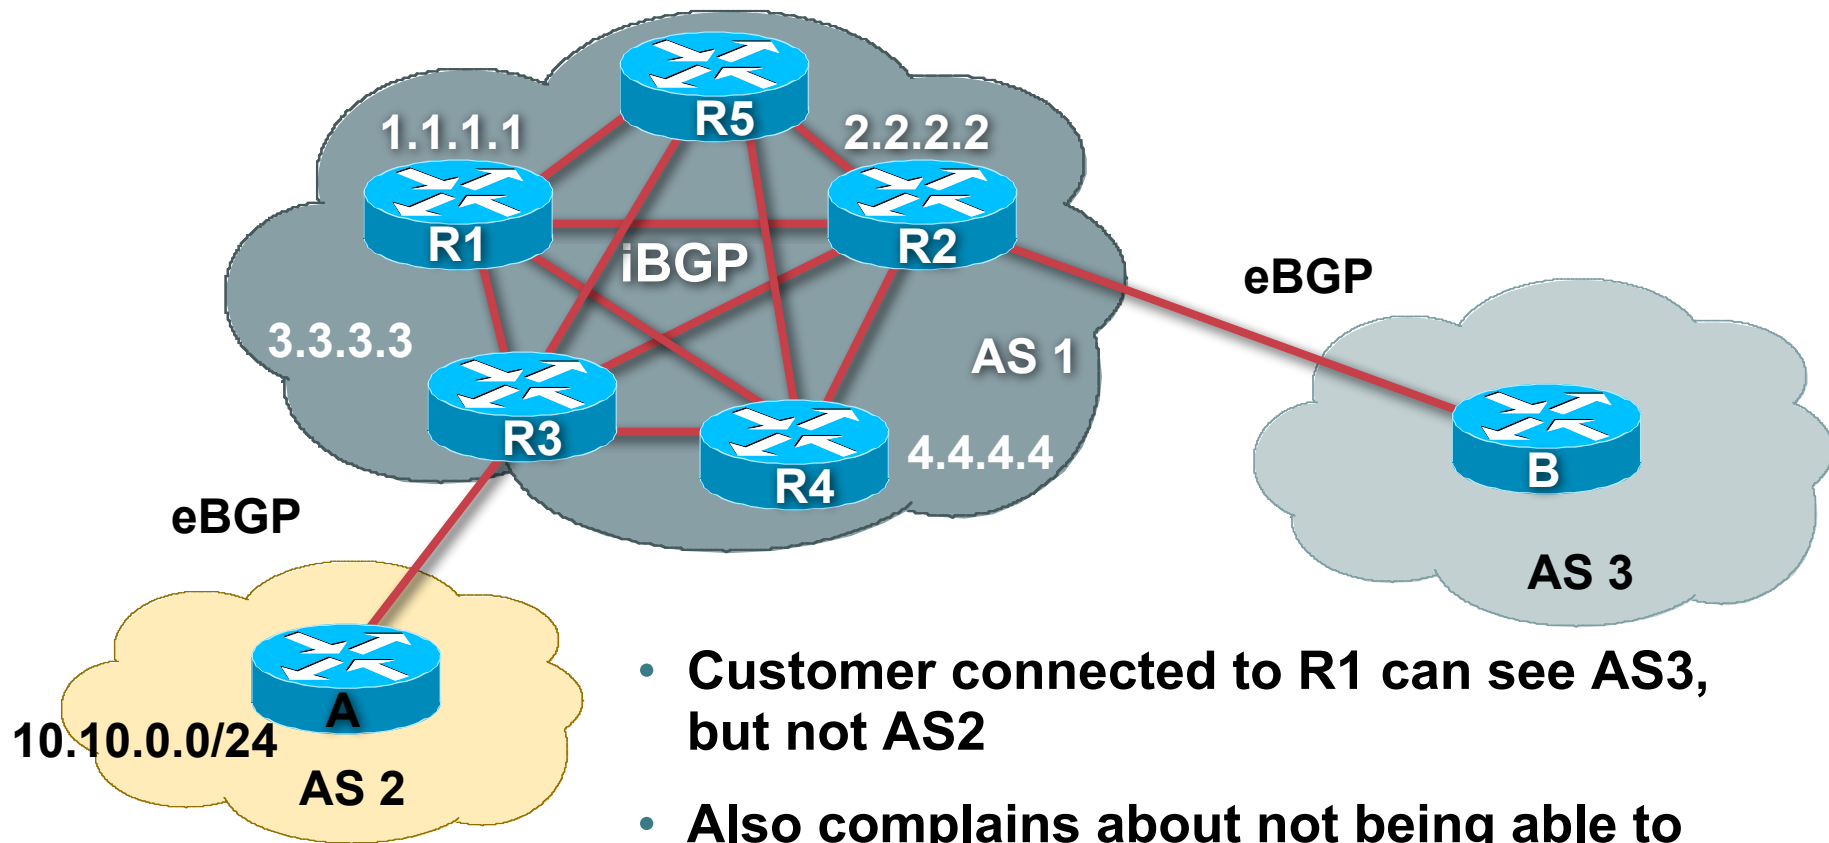 R5
1.1.1.1
2.2.2.2
R1
R2
iBGP
eBGP
3.3.3.3
AS 1
R3
R4
4.4.4.4
B
eBGP
AS 3
A
10.10.0.0/24
AS 2
• Customer connected to R1 can see AS3,
but not AS2
• Also complains about not being able to